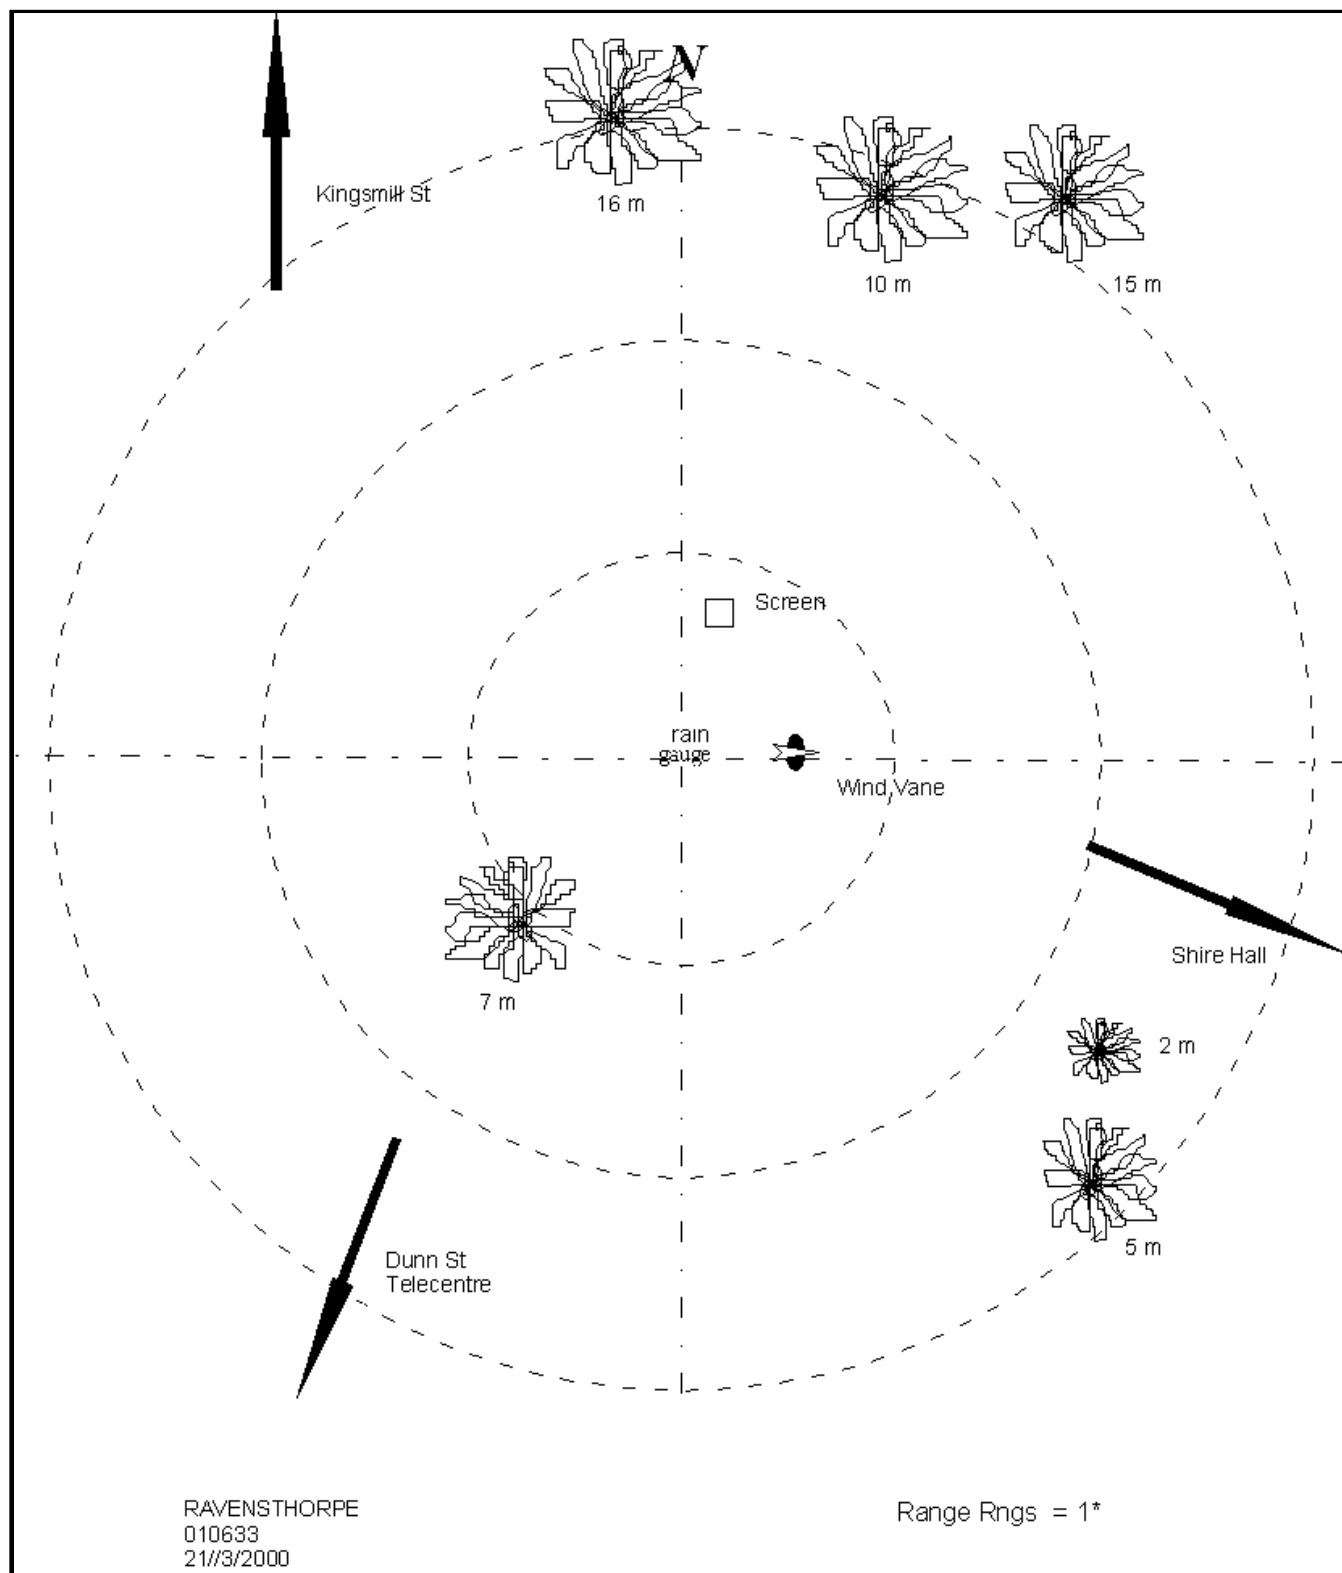 N
Kingsmill St
16 m
10 m
15 m
Screen
rain
gauge
Wind Vane
Shire Hall
7 m
2 m
5 m
Dunn St
Telecentre
RAVENSTHORPE
010633
21//3/2000
Range Rngs = 1*